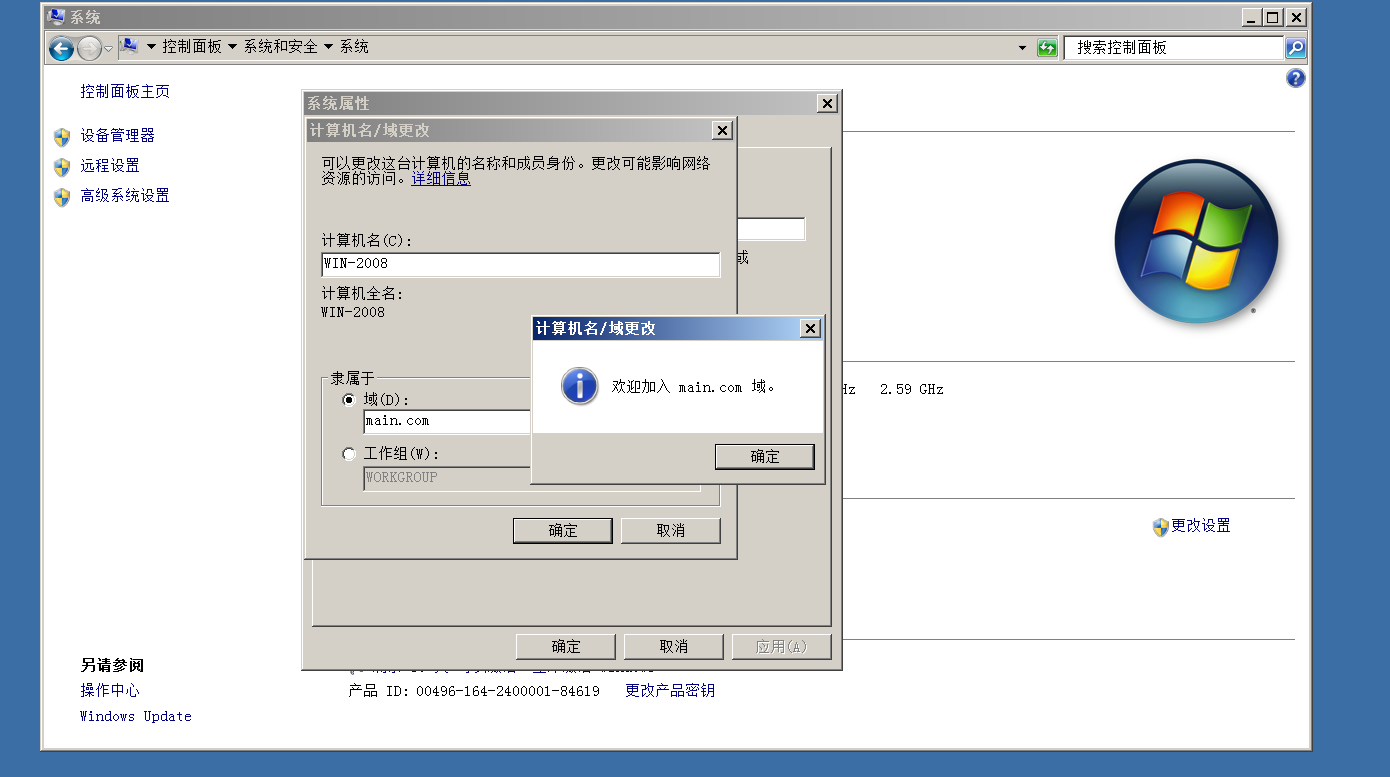 系统
控制面板 系统和安全 系统
搜索控制面板
控制面板主页
设备管理器
远程设置
高级系统设置
系统属性
计算机名/域更改
可以更改这台计算机的名称和成员身份。更改可能影响网络
资源的访问。详细信息
计算机名(C):
WIN-2008
计算机全名:
WIN-2008
或
隶属于
域(D):
main.com
工作组(W):
WORKGROUP
确定 取消
计算机名/域更改
欢迎加入 main.com 域。
确定
Hz 2.59 GHz
更改设置
确定 取消 应用(A)
另请参阅
操作中心
Windows Update
产品 ID: 00496-164-2400001-84619 更改产品密钥